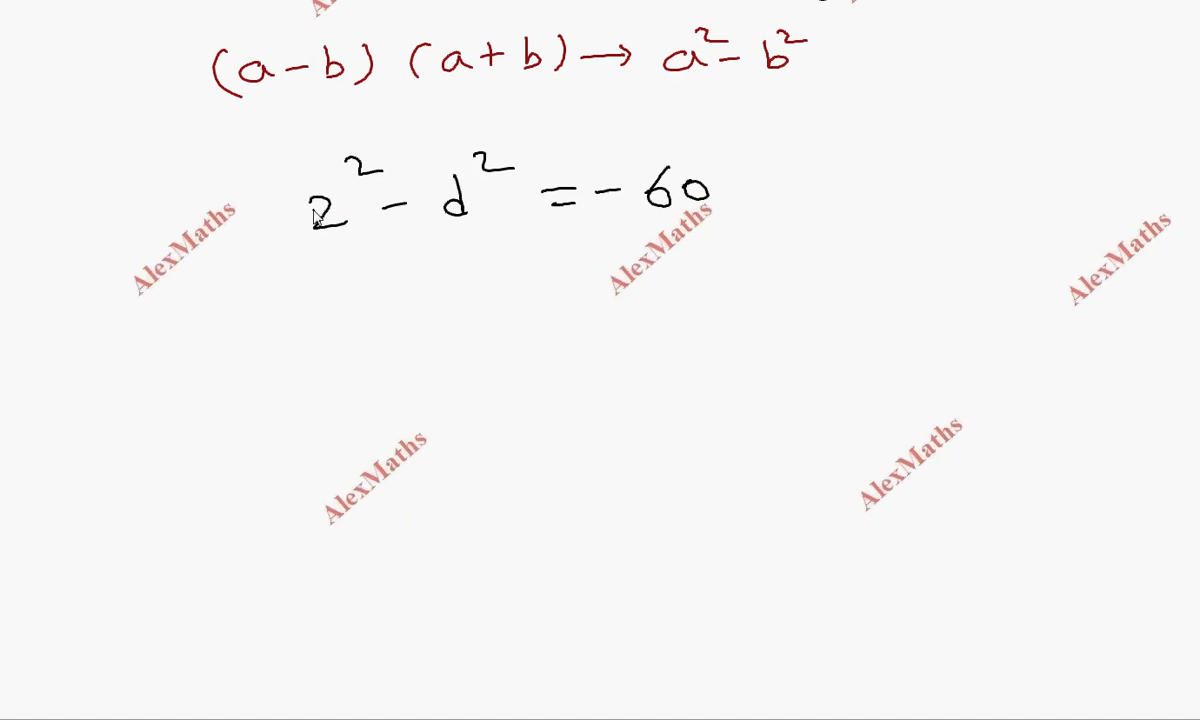 (a-b) (a+b) → a²- b²
2² - d² = - 60
AlexMaths
AlexMaths
AlexMaths
AlexMaths
AlexMaths